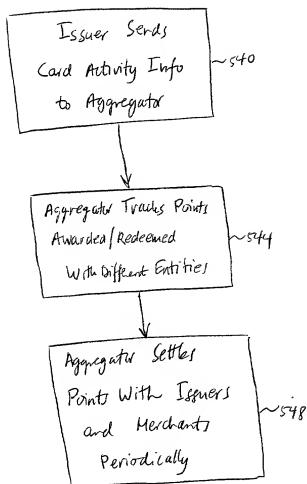 Issuer Sends
Card Activity Info
to Aggregator
540
Aggregator Tracks Points
Awarded/Redeemed
With Different Entities
544
Aggregator Settles
Points With Issuers
and Merchants
Periodically
548